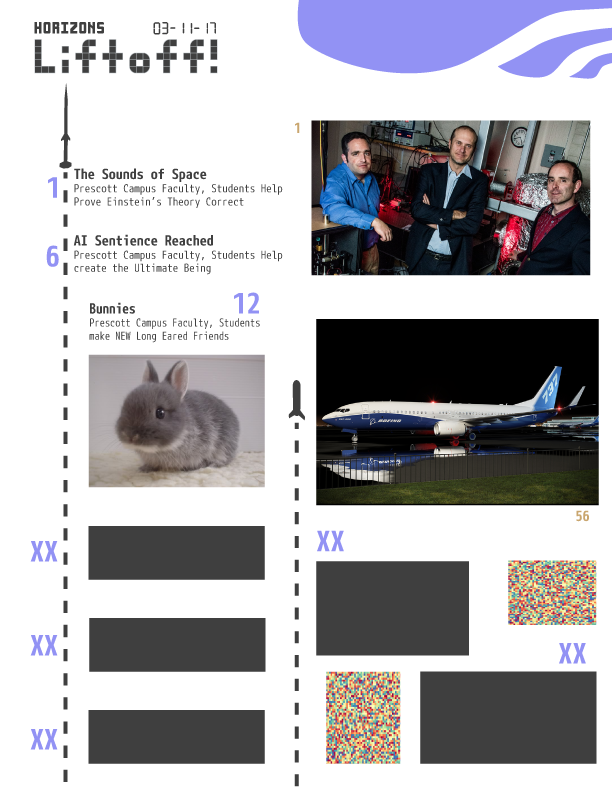 HORIZONS 03-11-17
Liftoff!
1
The Sounds of Space
Prescott Campus Faculty, Students Help
Prove Einstein's Theory Correct
1
6
AI Sentience Reached
Prescott Campus Faculty, Students Help
create the Ultimate Being
Bunnies 12
Prescott Campus Faculty, Students
make NEW Long Eared Friends
737
BOEING
56
XX
XX
XX
XX
XX